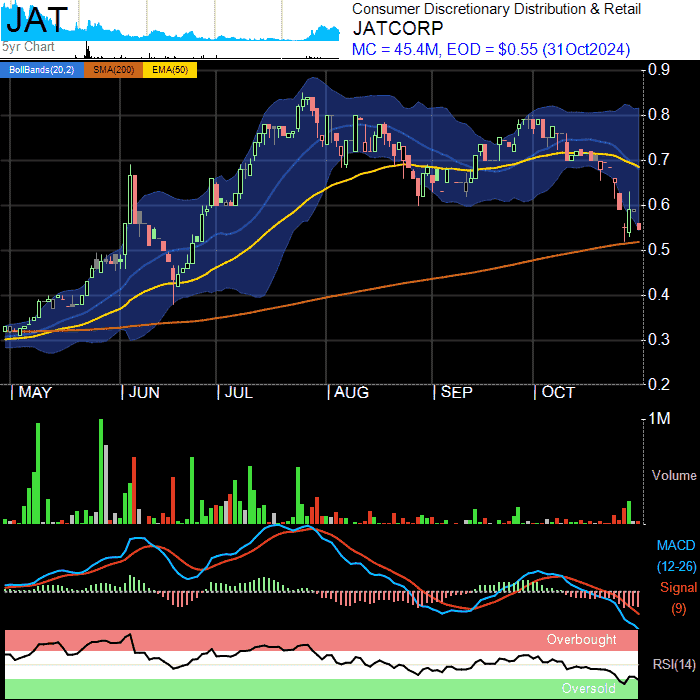 JAT
5yr Chart
Consumer Discretionary Distribution & Retail
JATCORP
MC = 45.4M, EOD = $0.55 (31Oct2024)
BollBands(20,2) SMA(200) EMA(50)
0.9
0.8
0.7
0.6
0.5
0.4
0.3
0.2
MAY JUN JUL AUG SEP OCT
1M
Volume
MACD
(12-26)
Signal
(9)
Overbought
RSI(14)
Oversold